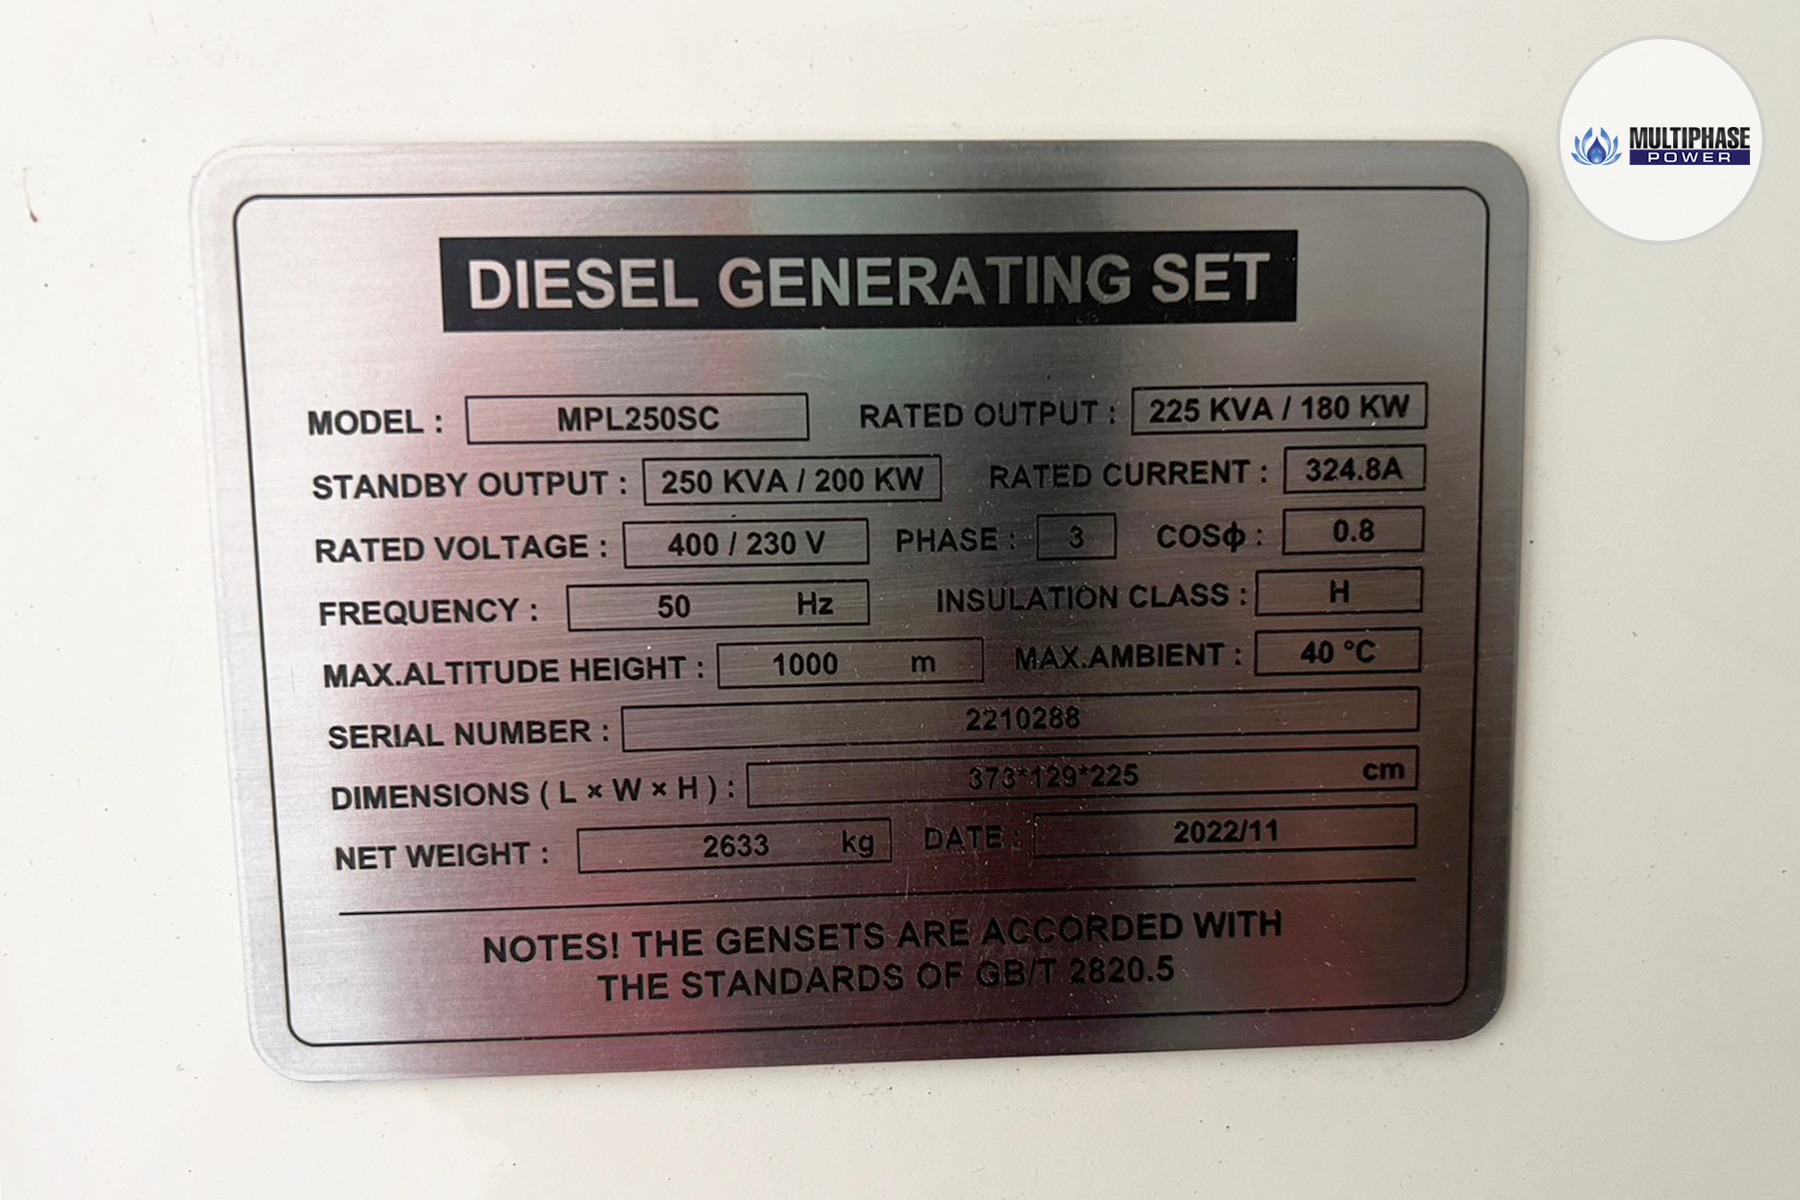 MULTIPHASE
POWER
DIESEL GENERATING SET
MODEL : MPL250SC RATED OUTPUT : 225 KVA / 180 KW
STANDBY OUTPUT : 250 KVA / 200 KW RATED CURRENT : 324.8A
RATED VOLTAGE : 400 / 230 V PHASE : 3 COSϕ : 0.8
FREQUENCY : 50 Hz INSULATION CLASS : H
MAX.ALTITUDE HEIGHT : 1000 m MAX.AMBIENT : 40 °C
SERIAL NUMBER : 2210288
DIMENSIONS ( L × W × H ) : 373*129*225 cm
NET WEIGHT : 2633 kg DATE : 2022/11
NOTES! THE GENSETS ARE ACCORDED WITH
THE STANDARDS OF GB/T 2820.5